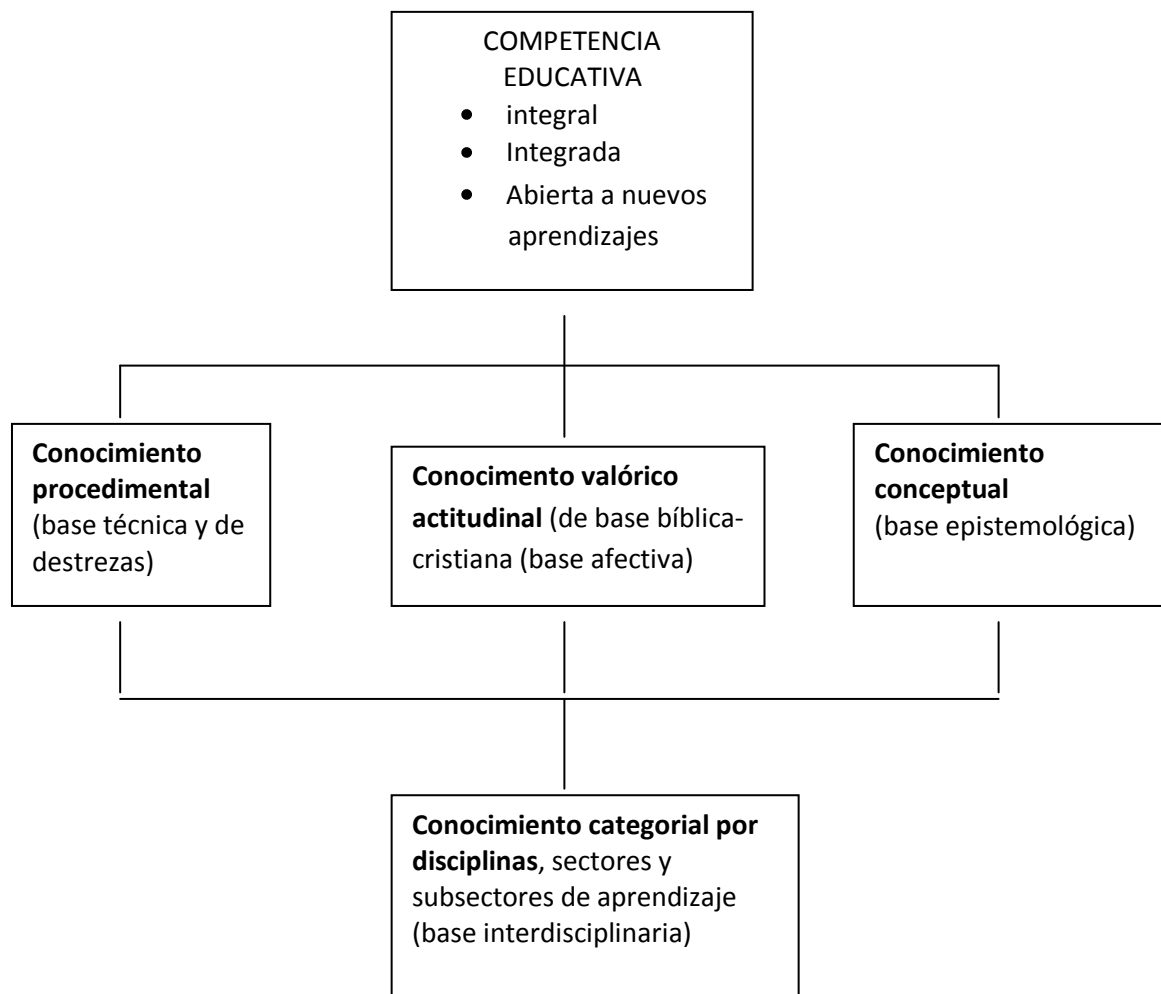 COMPETENCIA
EDUCATIVA
• integral
• Integrada
• Abierta a nuevos
aprendizajes
Conocimiento
procedimental
(base técnica y de
destrezas)
Conocimento valórico
actitudinal (de base bíblica-
cristiana (base afectiva)
Conocimiento
conceptual
(base epistemológica)
Conocimiento categorial por
disciplinas, sectores y
subsectores de aprendizaje
(base interdisciplinaria)